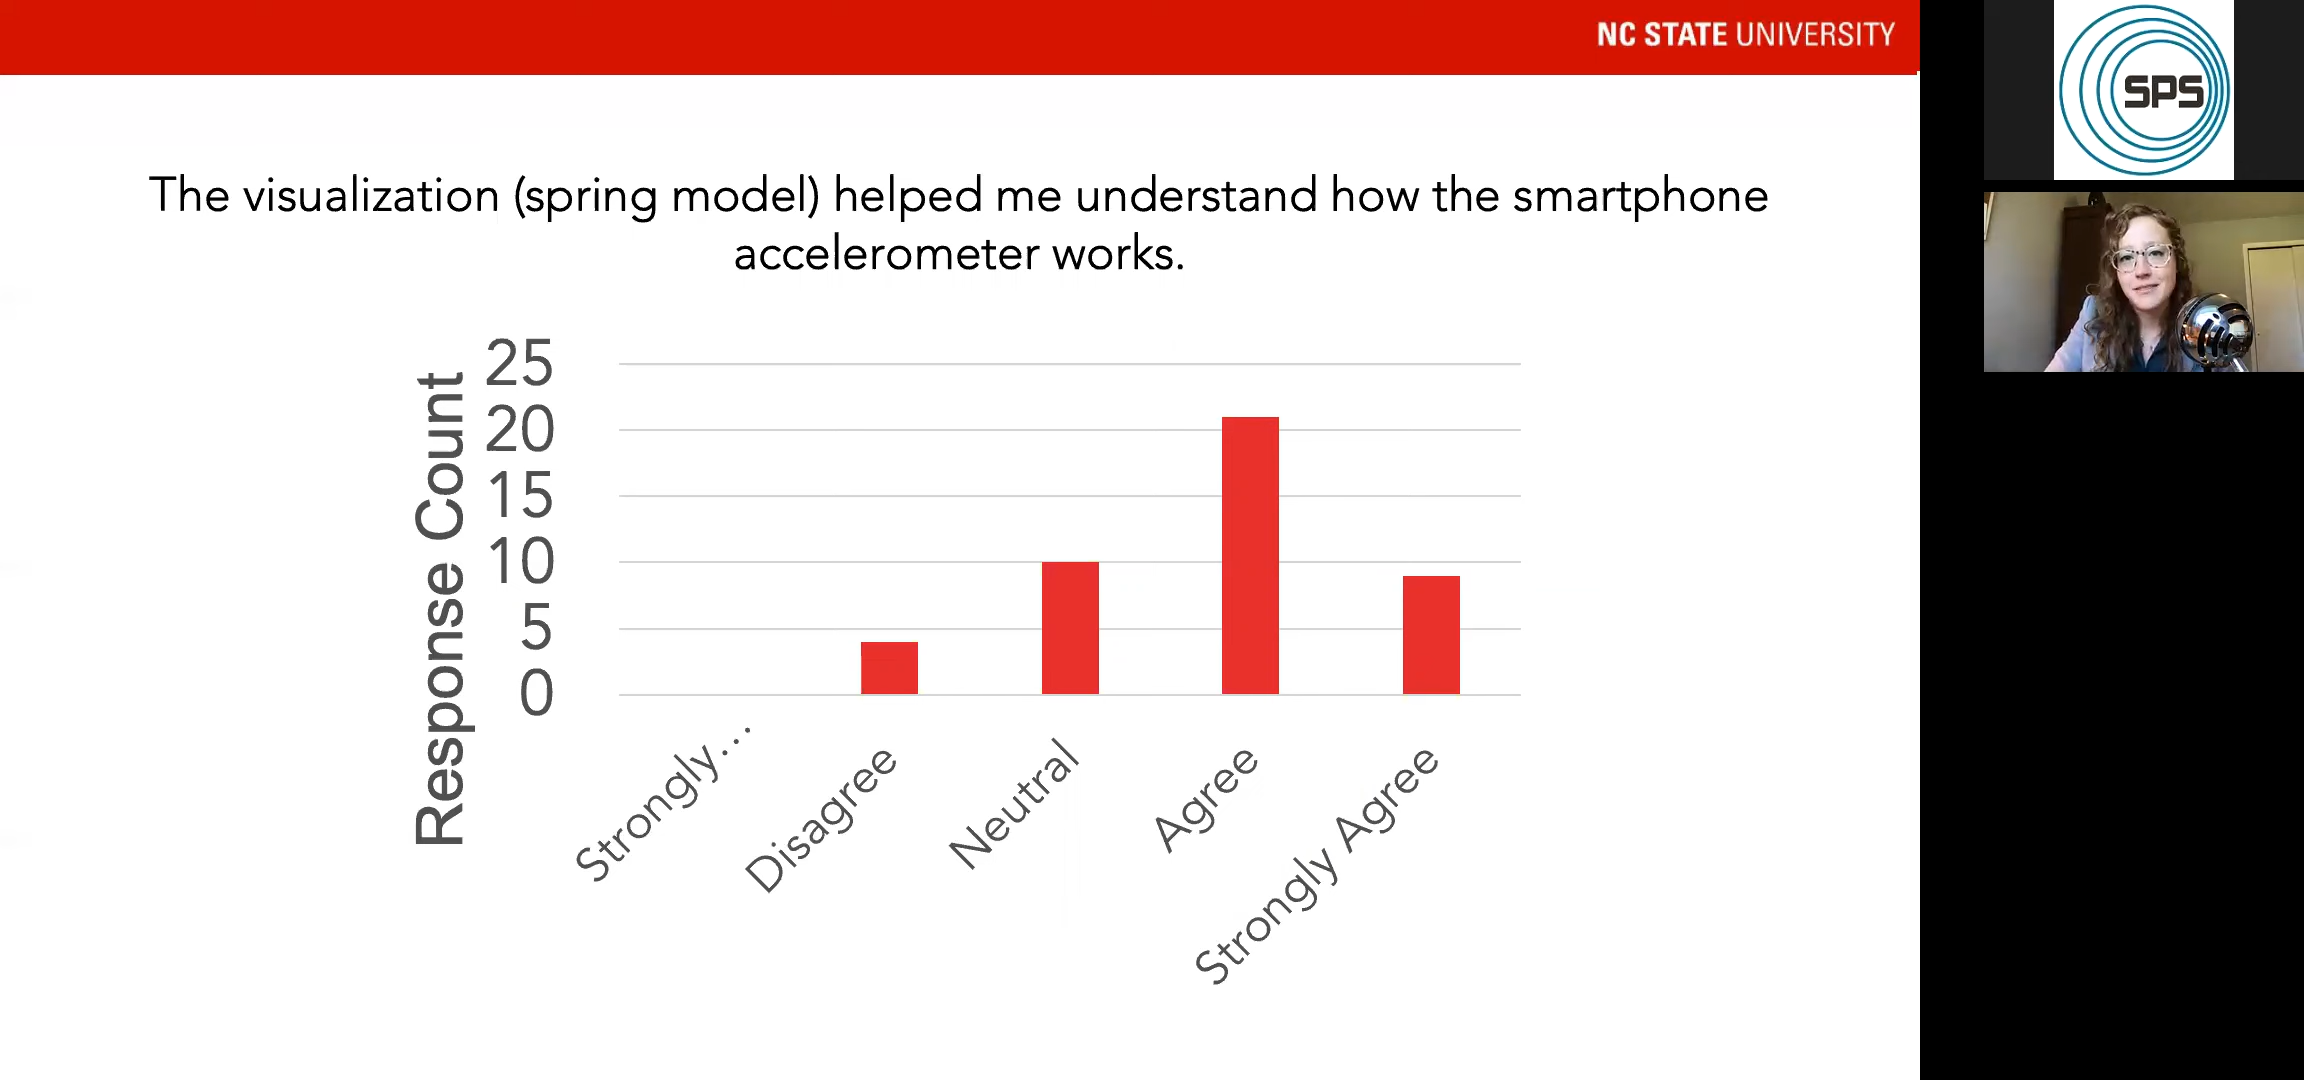 NC STATE UNIVERSITY
SPS
The visualization (spring model) helped me understand how the smartphone
accelerometer works.
Response Count
25
20
15
10
5
0
Strongly...
Disagree
Neutral
Agree
Strongly Agree